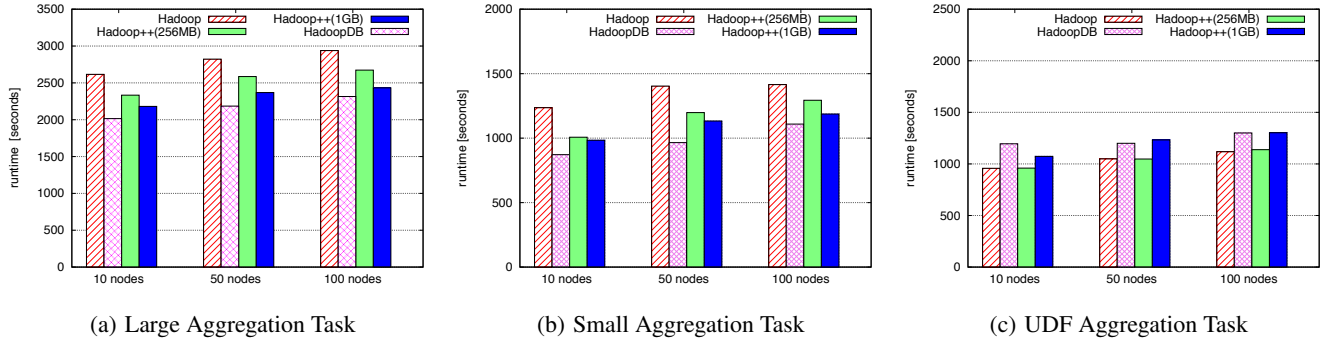 runtime [seconds]
3500
3000
2500
2000
1500
1000
500
0
Hadoop
Hadoop++(256MB)
Hadoop++(1GB)
HadoopDB
10 nodes
50 nodes
100 nodes
(a) Large Aggregation Task
runtime [seconds]
2000
1500
1000
500
0
Hadoop
HadoopDB
Hadoop++(256MB)
Hadoop++(1GB)
10 nodes
50 nodes
100 nodes
(b) Small Aggregation Task
runtime [seconds]
2500
2000
1500
1000
500
0
Hadoop
HadoopDB
Hadoop++(256MB)
Hadoop++(1GB)
10 nodes
50 nodes
100 nodes
(c) UDF Aggregation Task